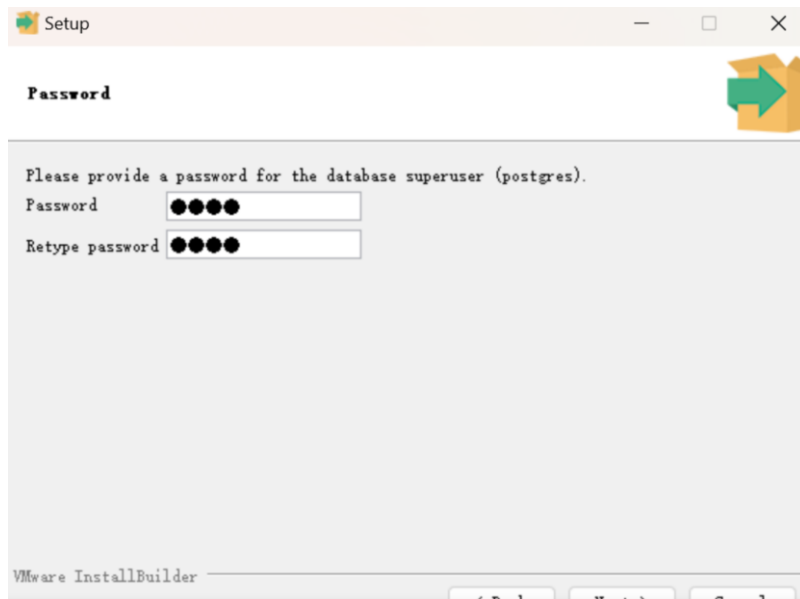 Setup
Password
Please provide a password for the database superuser (postgres).
Password ●●●●
Retype password ●●●●
VMware InstallBuilder